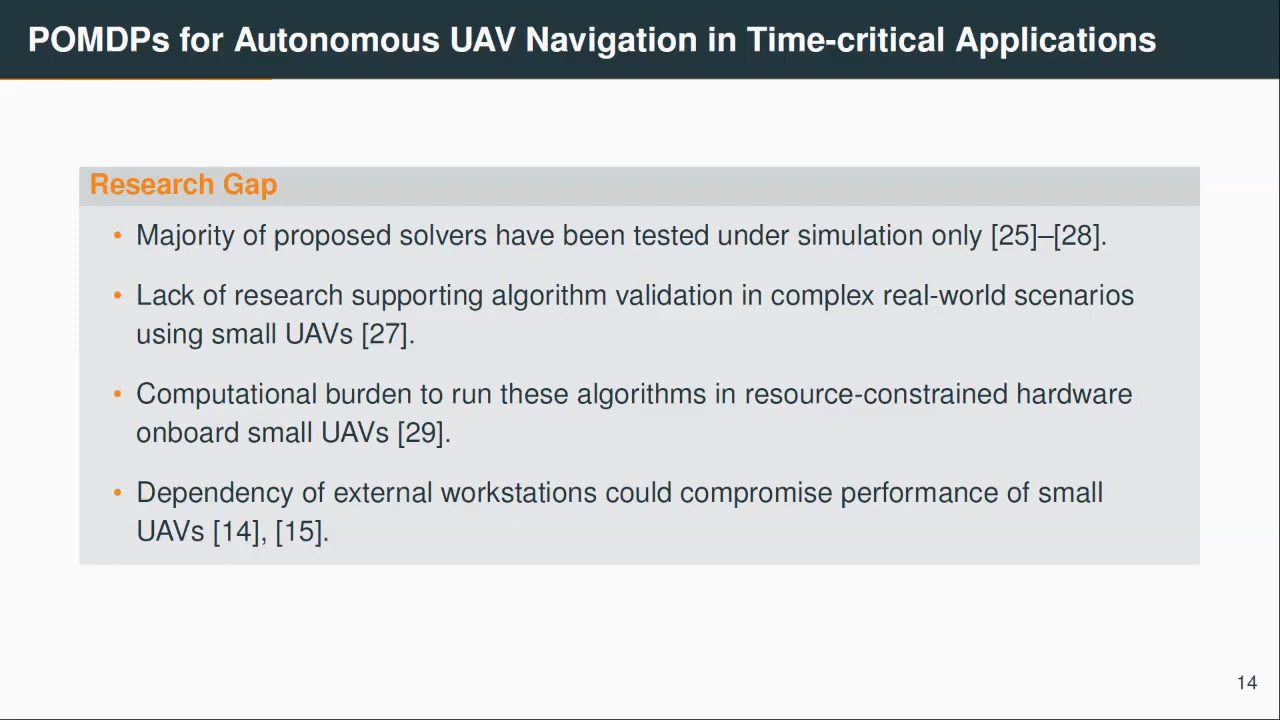 POMDPs for Autonomous UAV Navigation in Time-critical Applications
Research Gap
• Majority of proposed solvers have been tested under simulation only [25]–[28].
• Lack of research supporting algorithm validation in complex real-world scenarios
using small UAVs [27].
• Computational burden to run these algorithms in resource-constrained hardware
onboard small UAVs [29].
• Dependency of external workstations could compromise performance of small
UAVs [14], [15].
14